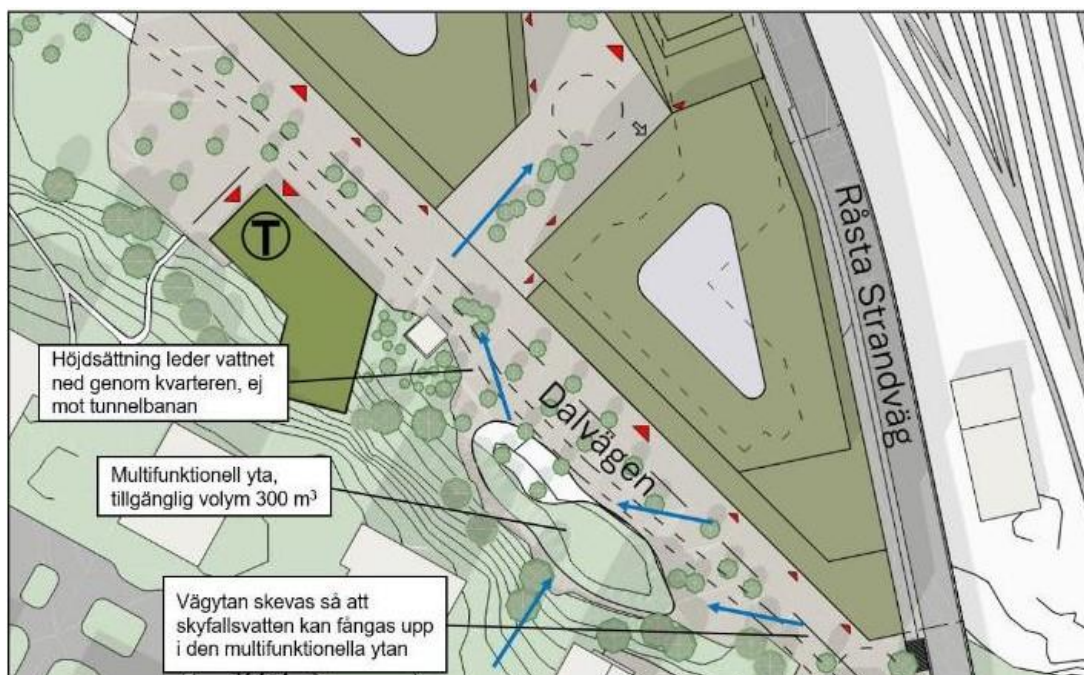 T
Råsta Strandväg
Höjdsättning leder vattnet
ned genom kvarteren, ej
mot tunnelbanan
Dalvägen
Multifunktionell yta,
tillgänglig volym 300 m³
Vägytan skevas så att
skyfallsvatten kan fångas upp
i den multifunktionella ytan